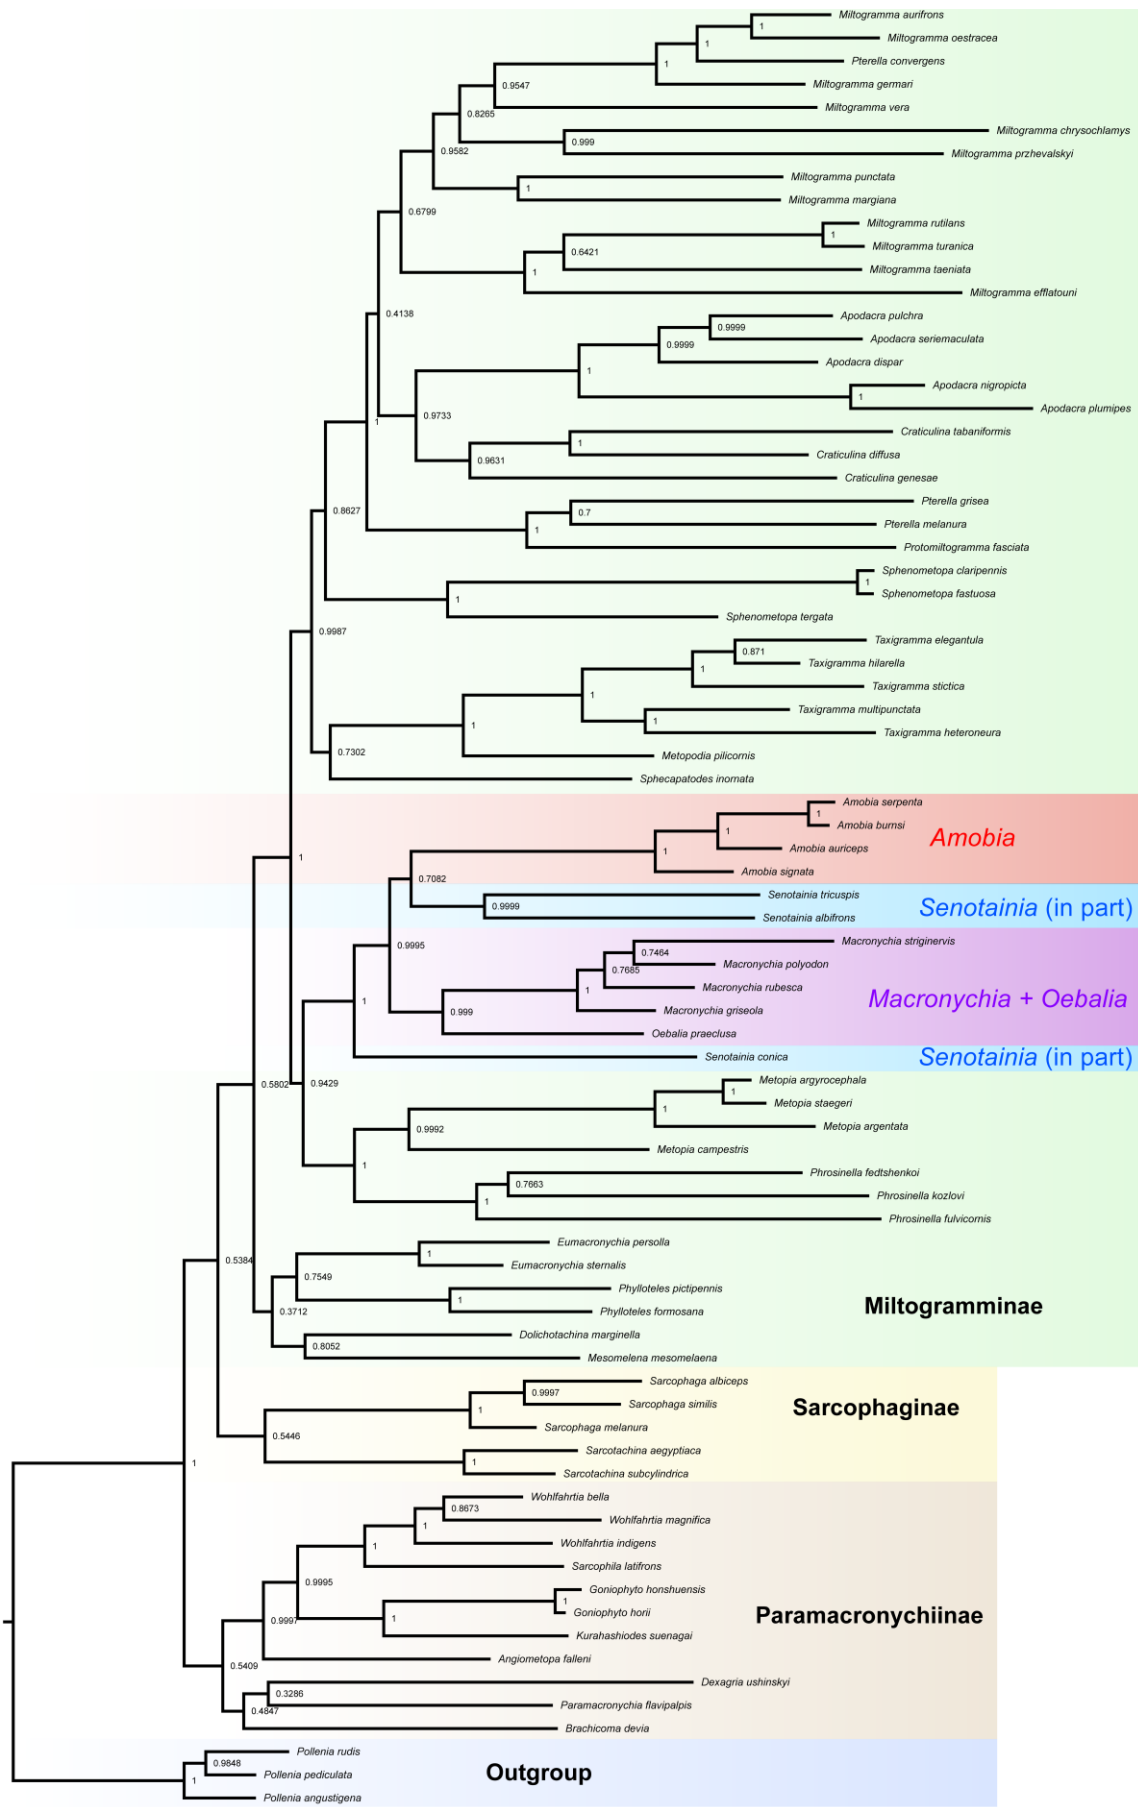 Miltogramma aurifrons
1
Miltogramma oestracea
1
Pterella convergens
1
Miltogramma germari
0.9547
Miltogramma vera
0.8265
Miltogramma chrysochlamys
0.999
0.9582
Miltogramma przhevalskyi
Miltogramma punctata
1
Miltogramma margiana
0.6799
Miltogramma rutilans
1
Miltogramma turanica
0.6421
Miltogramma taeniata
1
Miltogramma efflatouni
0.4138
Apodacra pulchra
0.9999
Apodacra seriemaculata
0.9999
Apodacra dispar
1
Apodacra nigropicta
1
Apodacra plumipes
0.9733
1
Craticulina tabaniformis
1
Craticulina diffusa
0.9631
Craticulina genesae
0.8627
Pterella grisea
0.7
Pterella melanura
1
Protomiltogramma fasciata
Sphenometopa claripennis
1
Sphenometopa fastuosa
1
Sphenometopa tergata
0.9987
Taxigramma elegantula
0.871
Taxigramma hilarella
1
Taxigramma stictica
1
Taxigramma multipunctata
1
Taxigramma heteroneura
1
Metopodia pilicornis
0.7302
Sphecapatodes inornata
Amobia serpenta
1
Amobia burnsi
1
Amobia auriceps
1
Amobia signata
Amobia
1
0.7082
Senotainia tricuspis
0.9999
Senotainia albifrons
Senotainia (in part)
0.9995
Macronychia striginervis
0.7464
Macronychia polyodon
0.7685
Macronychia rubesca
1
Macronychia griseola
0.999
Oebalia praeclusa
Macronychia + Oebalia
1
Senotainia conica
Senotainia (in part)
0.5802
0.9429
Metopia argyrocephala
1
Metopia staegeri
1
Metopia argentata
0.9992
Metopia campestris
1
Phrosinella fedtshenkoi
0.7663
Phrosinella kozlovi
1
Phrosinella fulvicornis
0.5384
Eumacronychia persolla
1
Eumacronychia sternalis
0.7549
Phylloteles pictipennis
1
Phylloteles formosana
0.3712
Dolichotachina marginella
0.8052
Mesomelena mesomelaena
Miltogramminae
Sarcophaga albiceps
0.9997
Sarcophaga similis
1
Sarcophaga melanura
0.5446
Sarcotachina aegyptiaca
1
Sarcotachina subcylindrica
Sarcophaginae
1
Wohlfahrtia bella
0.8673
Wohlfahrtia magnifica
1
Wohlfahrtia indigens
1
Sarcophila latifrons
0.9995
Goniophyto honshuensis
1
Goniophyto horii
1
Kurahashiodes suenagai
0.9997
Angiometopa falleni
0.5409
Dexagria ushinskyi
0.3286
Paramacronychia flavipalpis
0.4847
Brachicoma devia
Paramacronychiinae
Pollenia rudis
0.9848
Pollenia pediculata
1
Pollenia angustigena
Outgroup